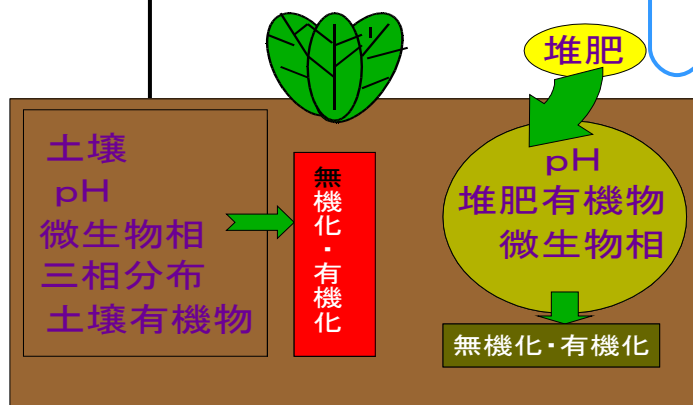 堆肥
土壌
pH
微生物相
三相分布
土壌有機物
無機化・有機化
pH
堆肥有機物
微生物相
無機化・有機化